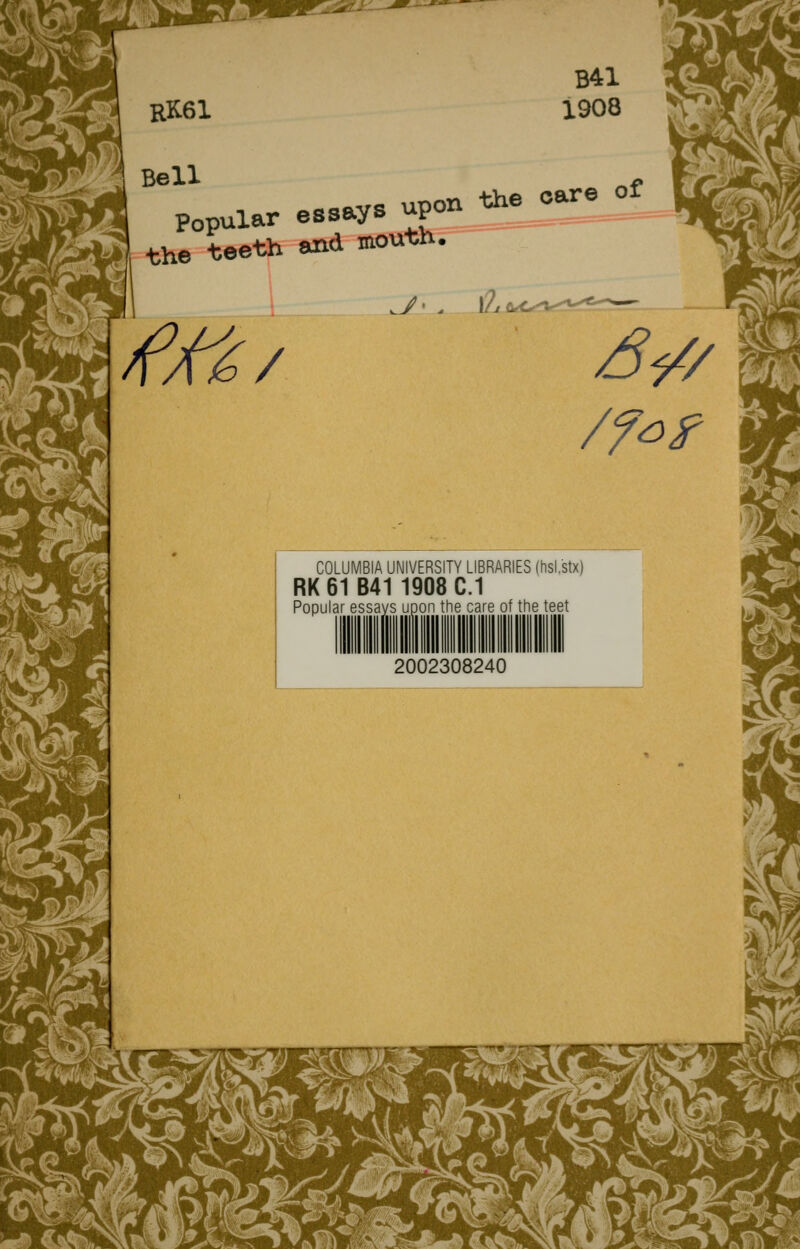 B41
RK61 1908
Bell
Popular essays upon the care of
the teeth and mouth.
RK61 B41
1908
COLUMBIA UNIVERSITY LIBRARIES (hsl,stx)
RK 61 B41 1908 C.1
Popular essays upon the care of the teet
2002308240